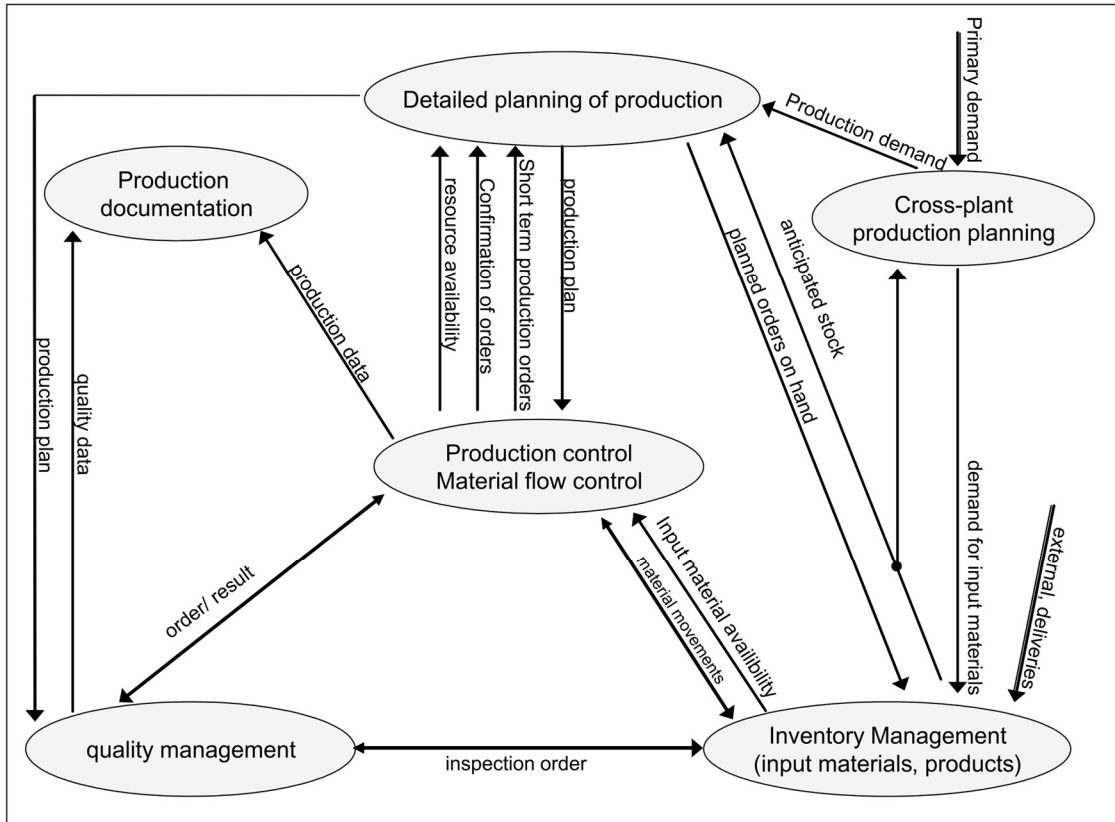 Primary demand
Detailed planning of production
Production demand
Production
documentation
Cross-plant
production planning
resource availability
Confirmation of orders
Short term production orders
production plan
planned orders on hand
anticipated stock
production data
production plan
quality data
Production control
Material flow control
demand for input materials
external, deliveries
order/ result
material movements
Input material availibility
quality management
inspection order
Inventory Management
(input materials, products)